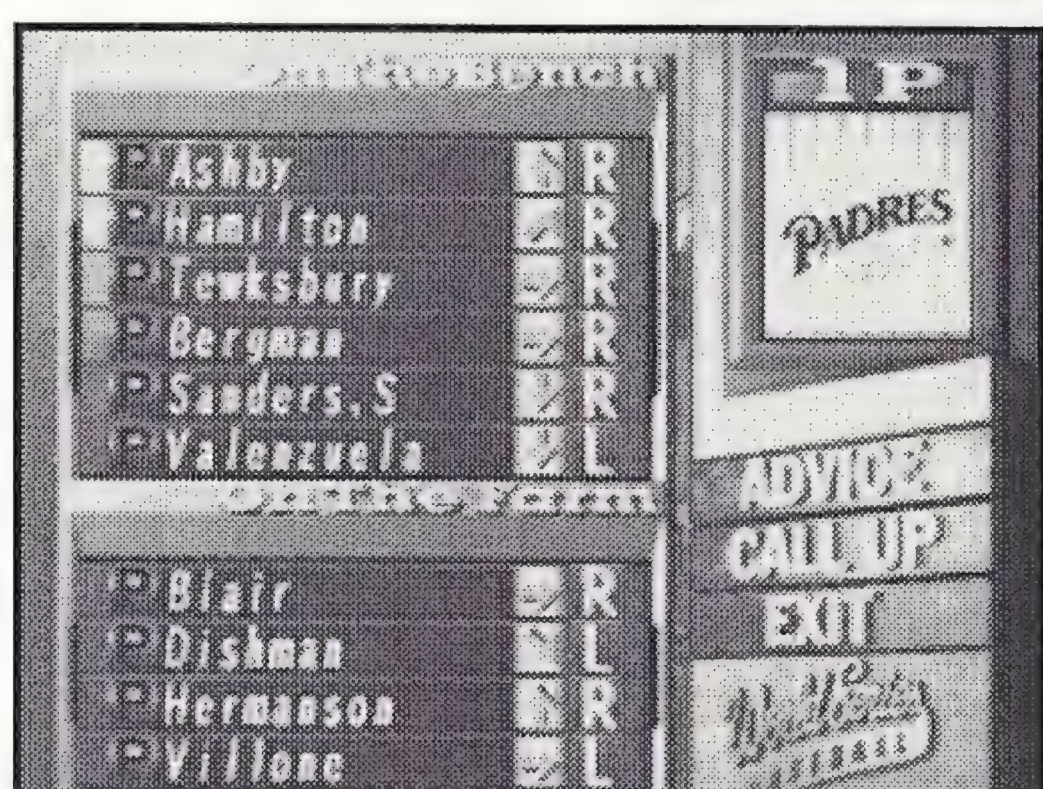 1P
PADRES
Ashby R
Hamilton R
Tewksbury R
Bergman R
Sanders.S R
Valenzuela L
Blair R
Dishman L
Hermanson R
Villone L
ADVICE
CALL UP
EXIT